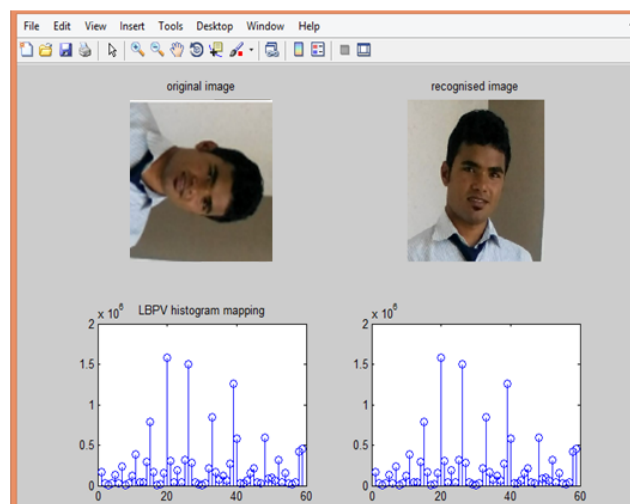 File Edit View Insert Tools Desktop Window Help
original image
recognised image
x 10^6 LBPV histogram mapping
2
1.5
1
0.5
0
0 20 40 60
x 10^6
2
1.5
1
0.5
0
0 20 40 60